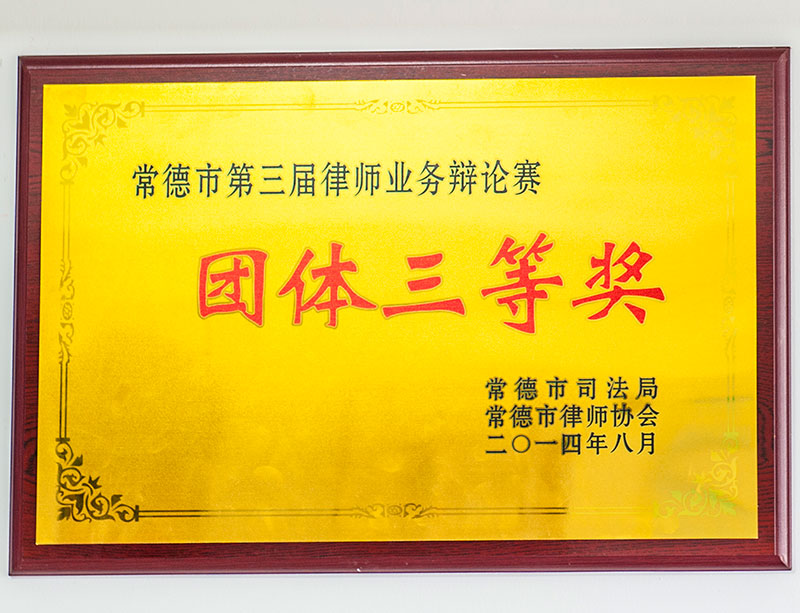 常德市第三届律师业务辩论赛
团体三等奖
常德市司法局
常德市律师协会
二〇一四年八月